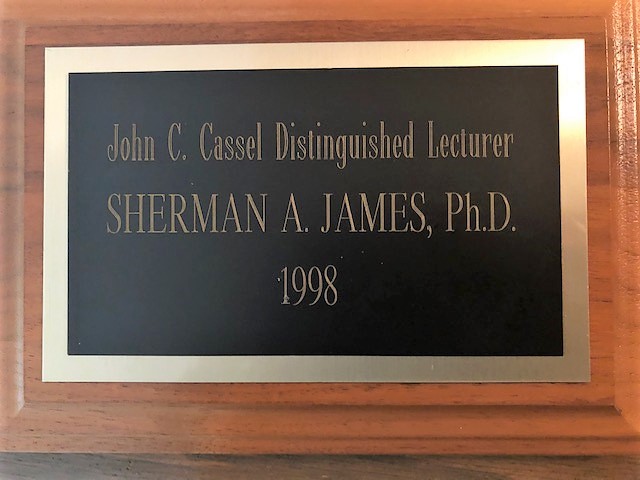 John C. Cassel Distinguished Lecturer
SHERMAN A. JAMES, Ph.D.
1998